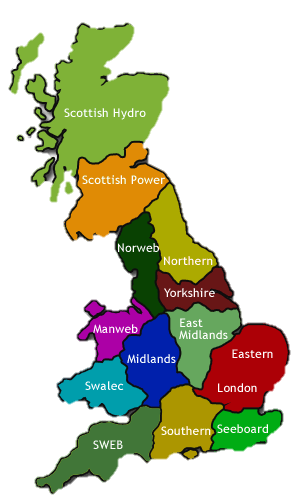 Scottish Hydro
Scottish Power
Norweb
Northern
Yorkshire
Manweb
East
Midlands
Midlands
Eastern
Swalec
London
SWEB
Southern
Seeboard